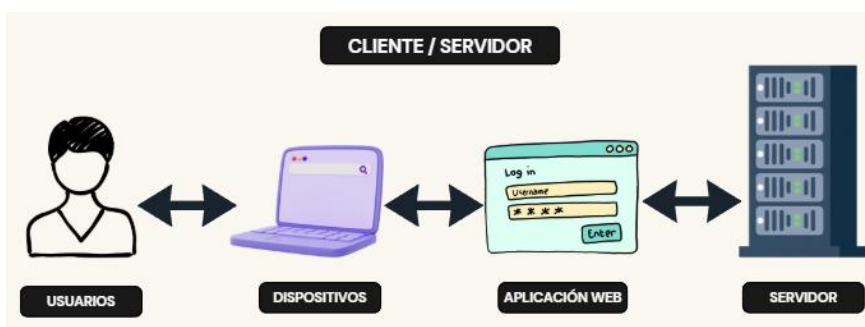 CLIENTE / SERVIDOR
Log in
Username
****
Enter
USUARIOS
DISPOSITIVOS
APLICACIÓN WEB
SERVIDOR